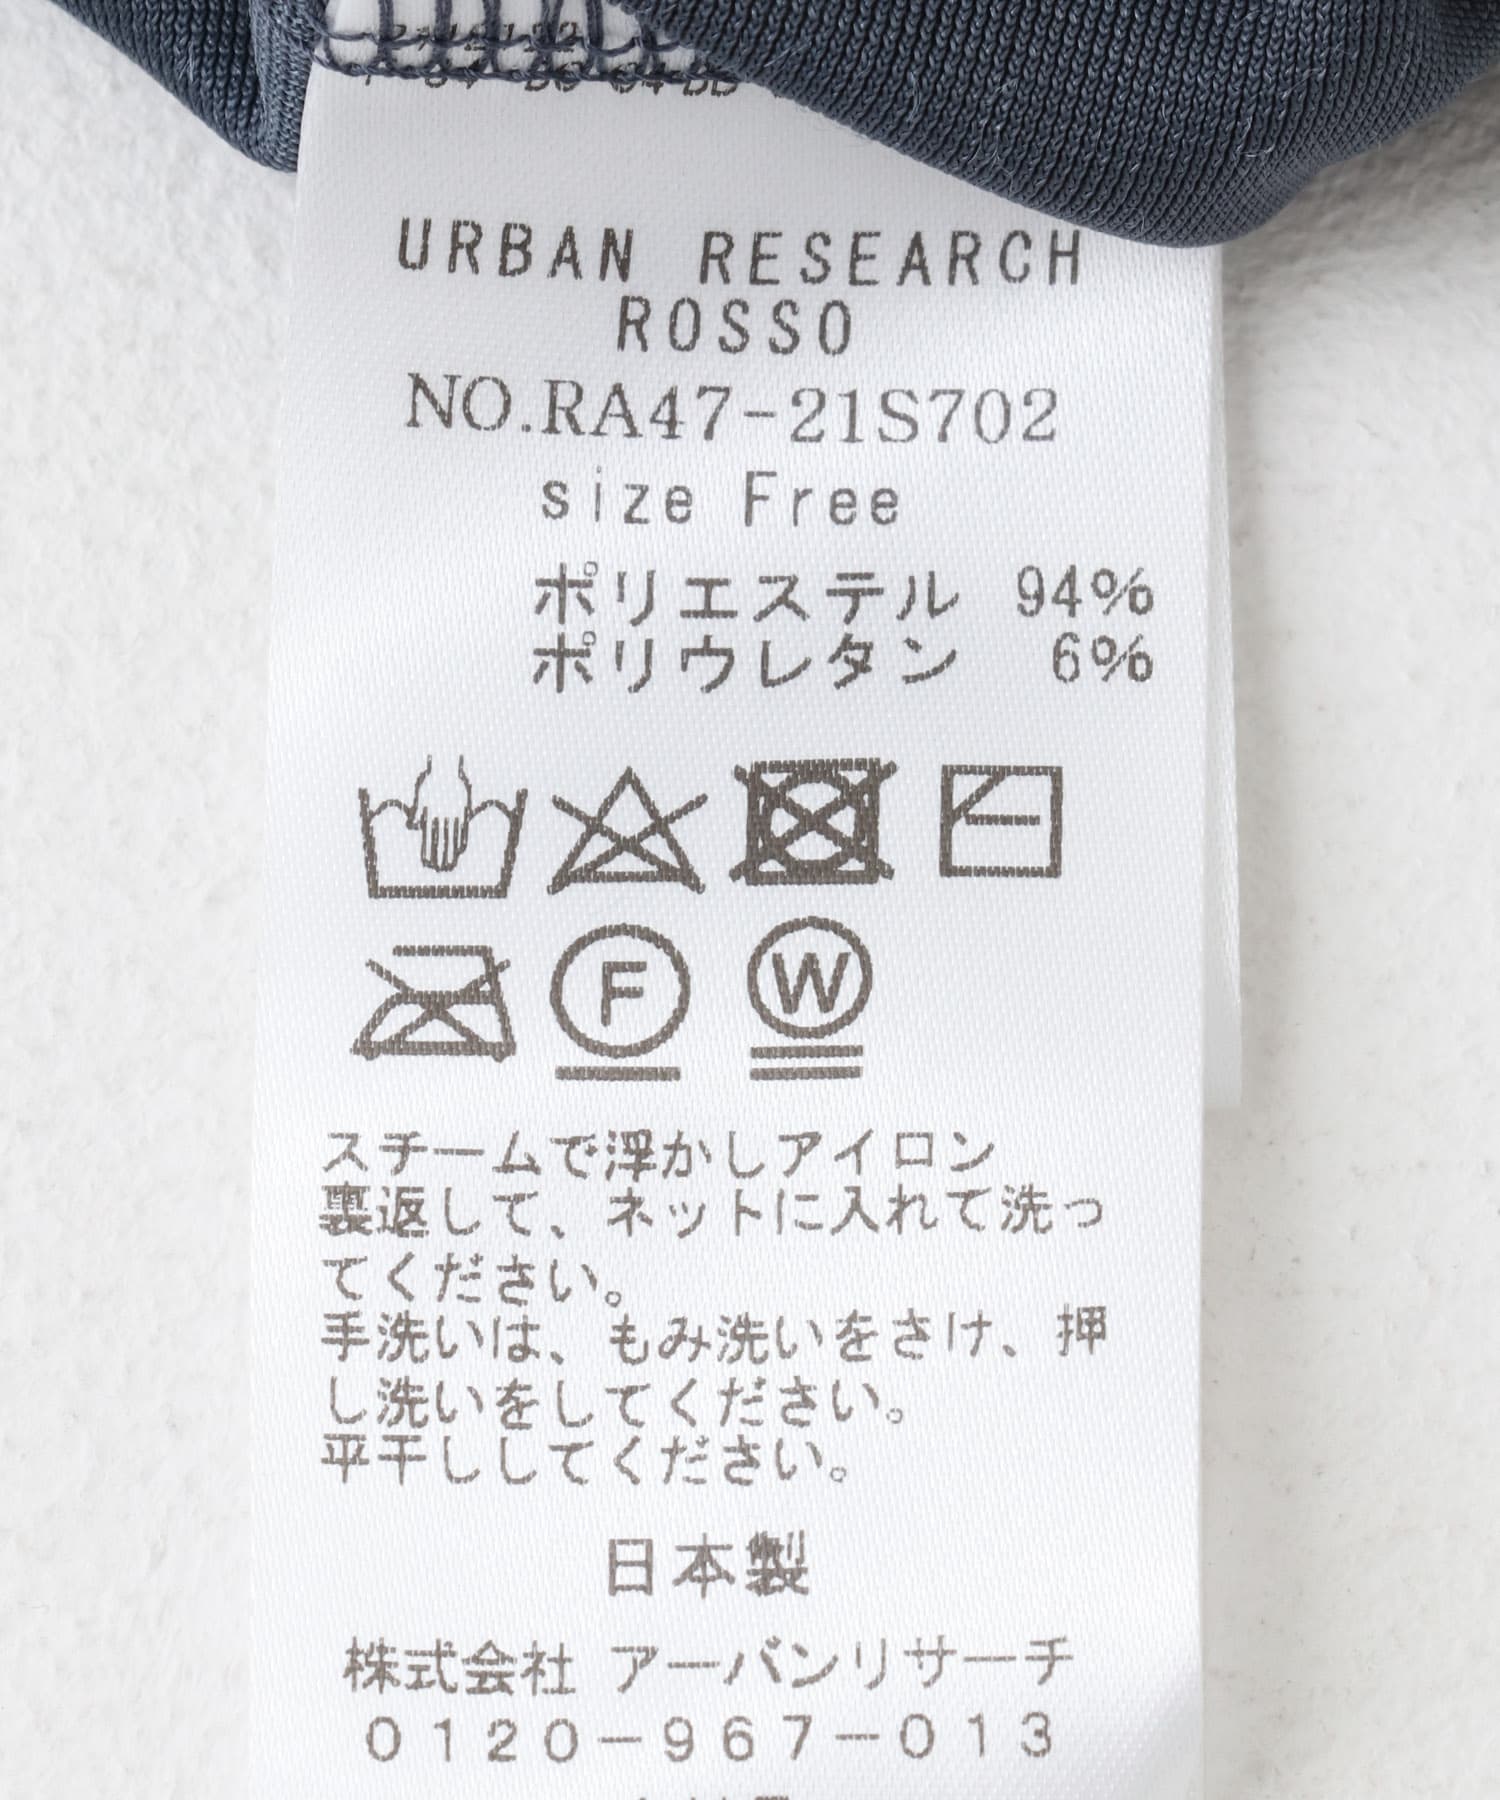 URBAN RESEARCH
ROSSO
NO.RA47-21S702
size Free
ポリエステル 94%
ポリウレタン 6%
F
W
スチームで浮かしアイロン
裏返して、ネットに入れて洗っ
てください。
手洗いは、もみ洗いをさけ、押
し洗いをしてください。
平干ししてください。
日本製
株式会社 アーバンリサーチ
0120-967-013